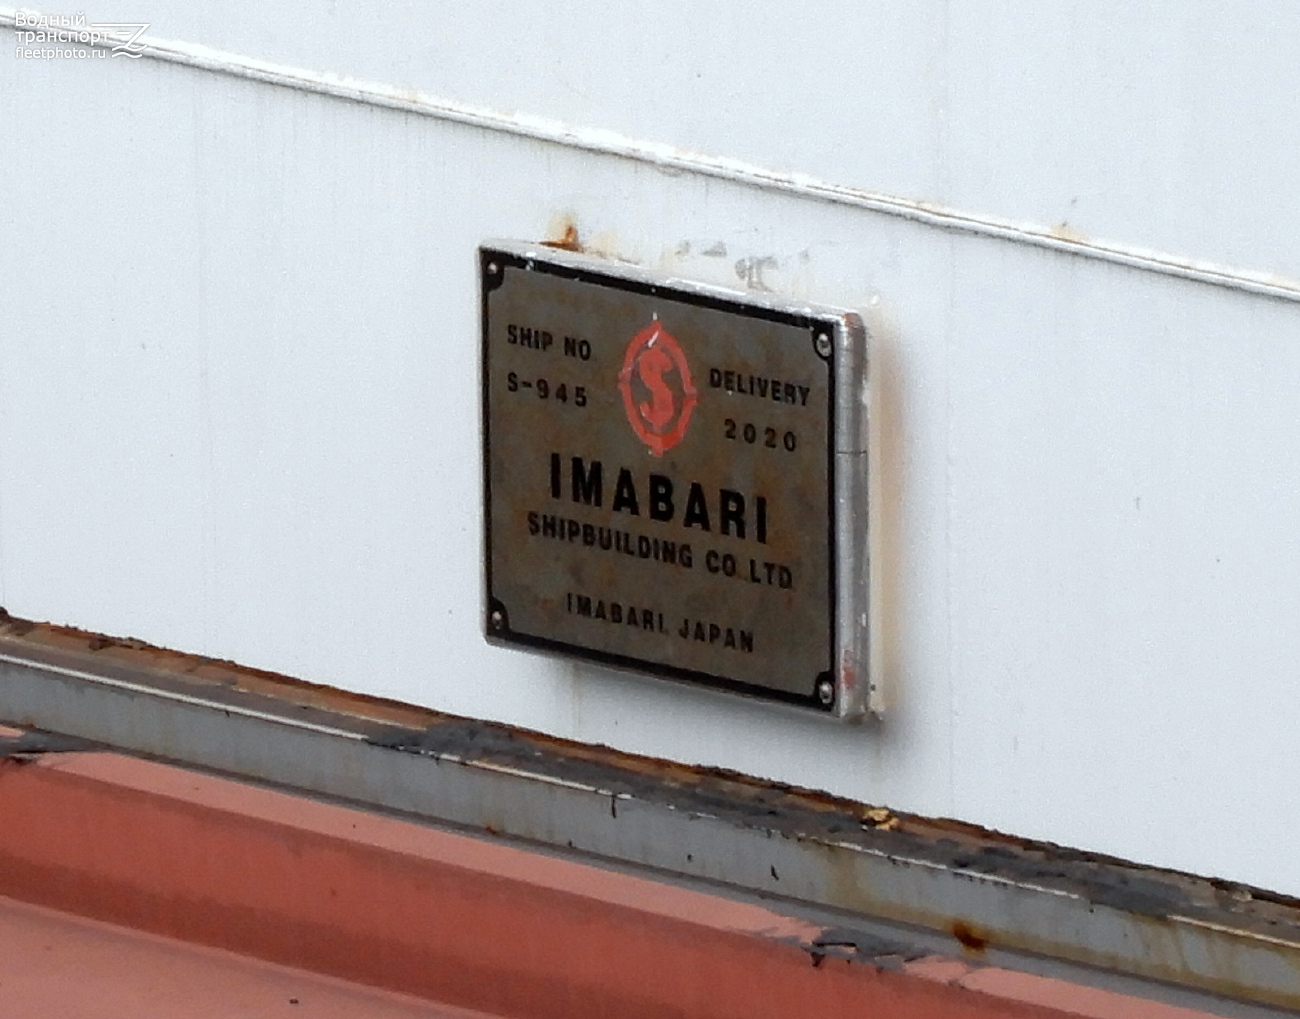 Водный
транспорт
fleetphoto.ru
SHIP NO
S-945
S
DELIVERY
2020
IMABARI
SHIPBUILDING CO.,LTD
IMABARI, JAPAN